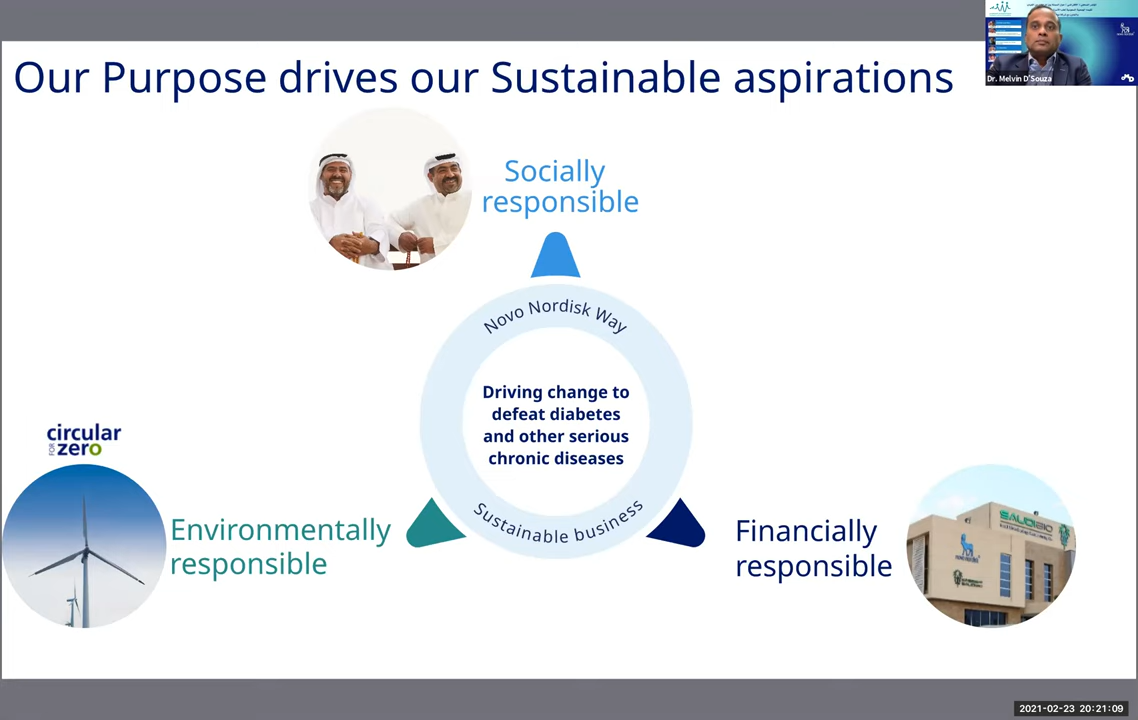 Our Purpose drives our Sustainable aspirations
Dr. Melvin D'Souza
Socially
responsible
Novo Nordisk Way
Driving change to
defeat diabetes
and other serious
chronic diseases
Sustainable business
circular
FOR zero
Environmentally
responsible
Financially
responsible
SAUDIBIO
2021-02-23 20:21:09